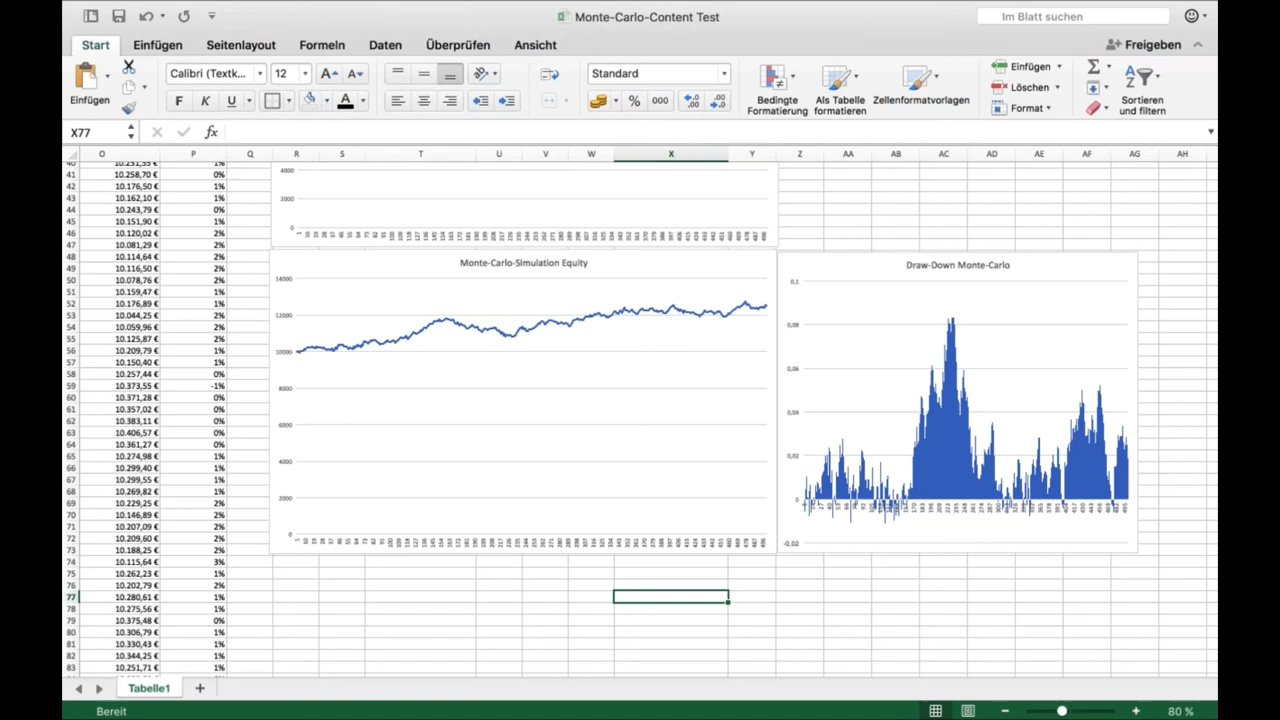 Monte-Carlo-Content Test
Im Blatt suchen
Start Einfügen Seitenlayout Formeln Daten Überprüfen Ansicht
Freigeben
Einfügen
Calibri (Textk... 12
F K U
Standard
% 000
Bedingte Formatierung
Als Tabelle formatieren
Zellenformatvorlagen
Einfügen
Löschen
Format
Sortieren und filtern
X77
fx
O P Q R S T U V W X Y Z AA AB AC AD AE AF AG AH
41 10.258,70 € 0%
42 10.176,50 € 1%
43 10.162,10 € 1%
44 10.243,79 € 0%
45 10.151,90 € 1%
46 10.120,02 € 2%
47 10.081,29 € 2%
48 10.114,64 € 2%
49 10.116,50 € 2%
50 10.078,76 € 2%
51 10.159,47 € 1%
52 10.176,89 € 1%
53 10.044,25 € 2%
54 10.059,96 € 2%
55 10.125,87 € 2%
56 10.209,79 € 1%
57 10.150,40 € 1%
58 10.257,44 € 0%
59 10.373,55 € -1%
60 10.371,28 € 0%
61 10.357,02 € 0%
62 10.383,11 € 0%
63 10.406,57 € 0%
64 10.361,27 € 0%
65 10.274,98 € 1%
66 10.299,40 € 1%
67 10.299,55 € 1%
68 10.269,82 € 1%
69 10.229,25 € 2%
70 10.146,89 € 2%
71 10.207,09 € 2%
72 10.209,60 € 2%
73 10.188,25 € 2%
74 10.115,64 € 3%
75 10.262,23 € 1%
76 10.202,79 € 2%
77 10.280,61 € 1%
78 10.275,56 € 1%
79 10.375,48 € 0%
80 10.306,79 € 1%
81 10.330,43 € 1%
82 10.344,25 € 1%
83 10.251,71 € 1%
4000
2000
0
Monte-Carlo-Simulation Equity
14000
12000
10000
8000
6000
4000
2000
0
Draw-Down Monte-Carlo
0,1
0,08
0,06
0,04
0,02
0
-0,02
Tabelle1
Bereit
80 %